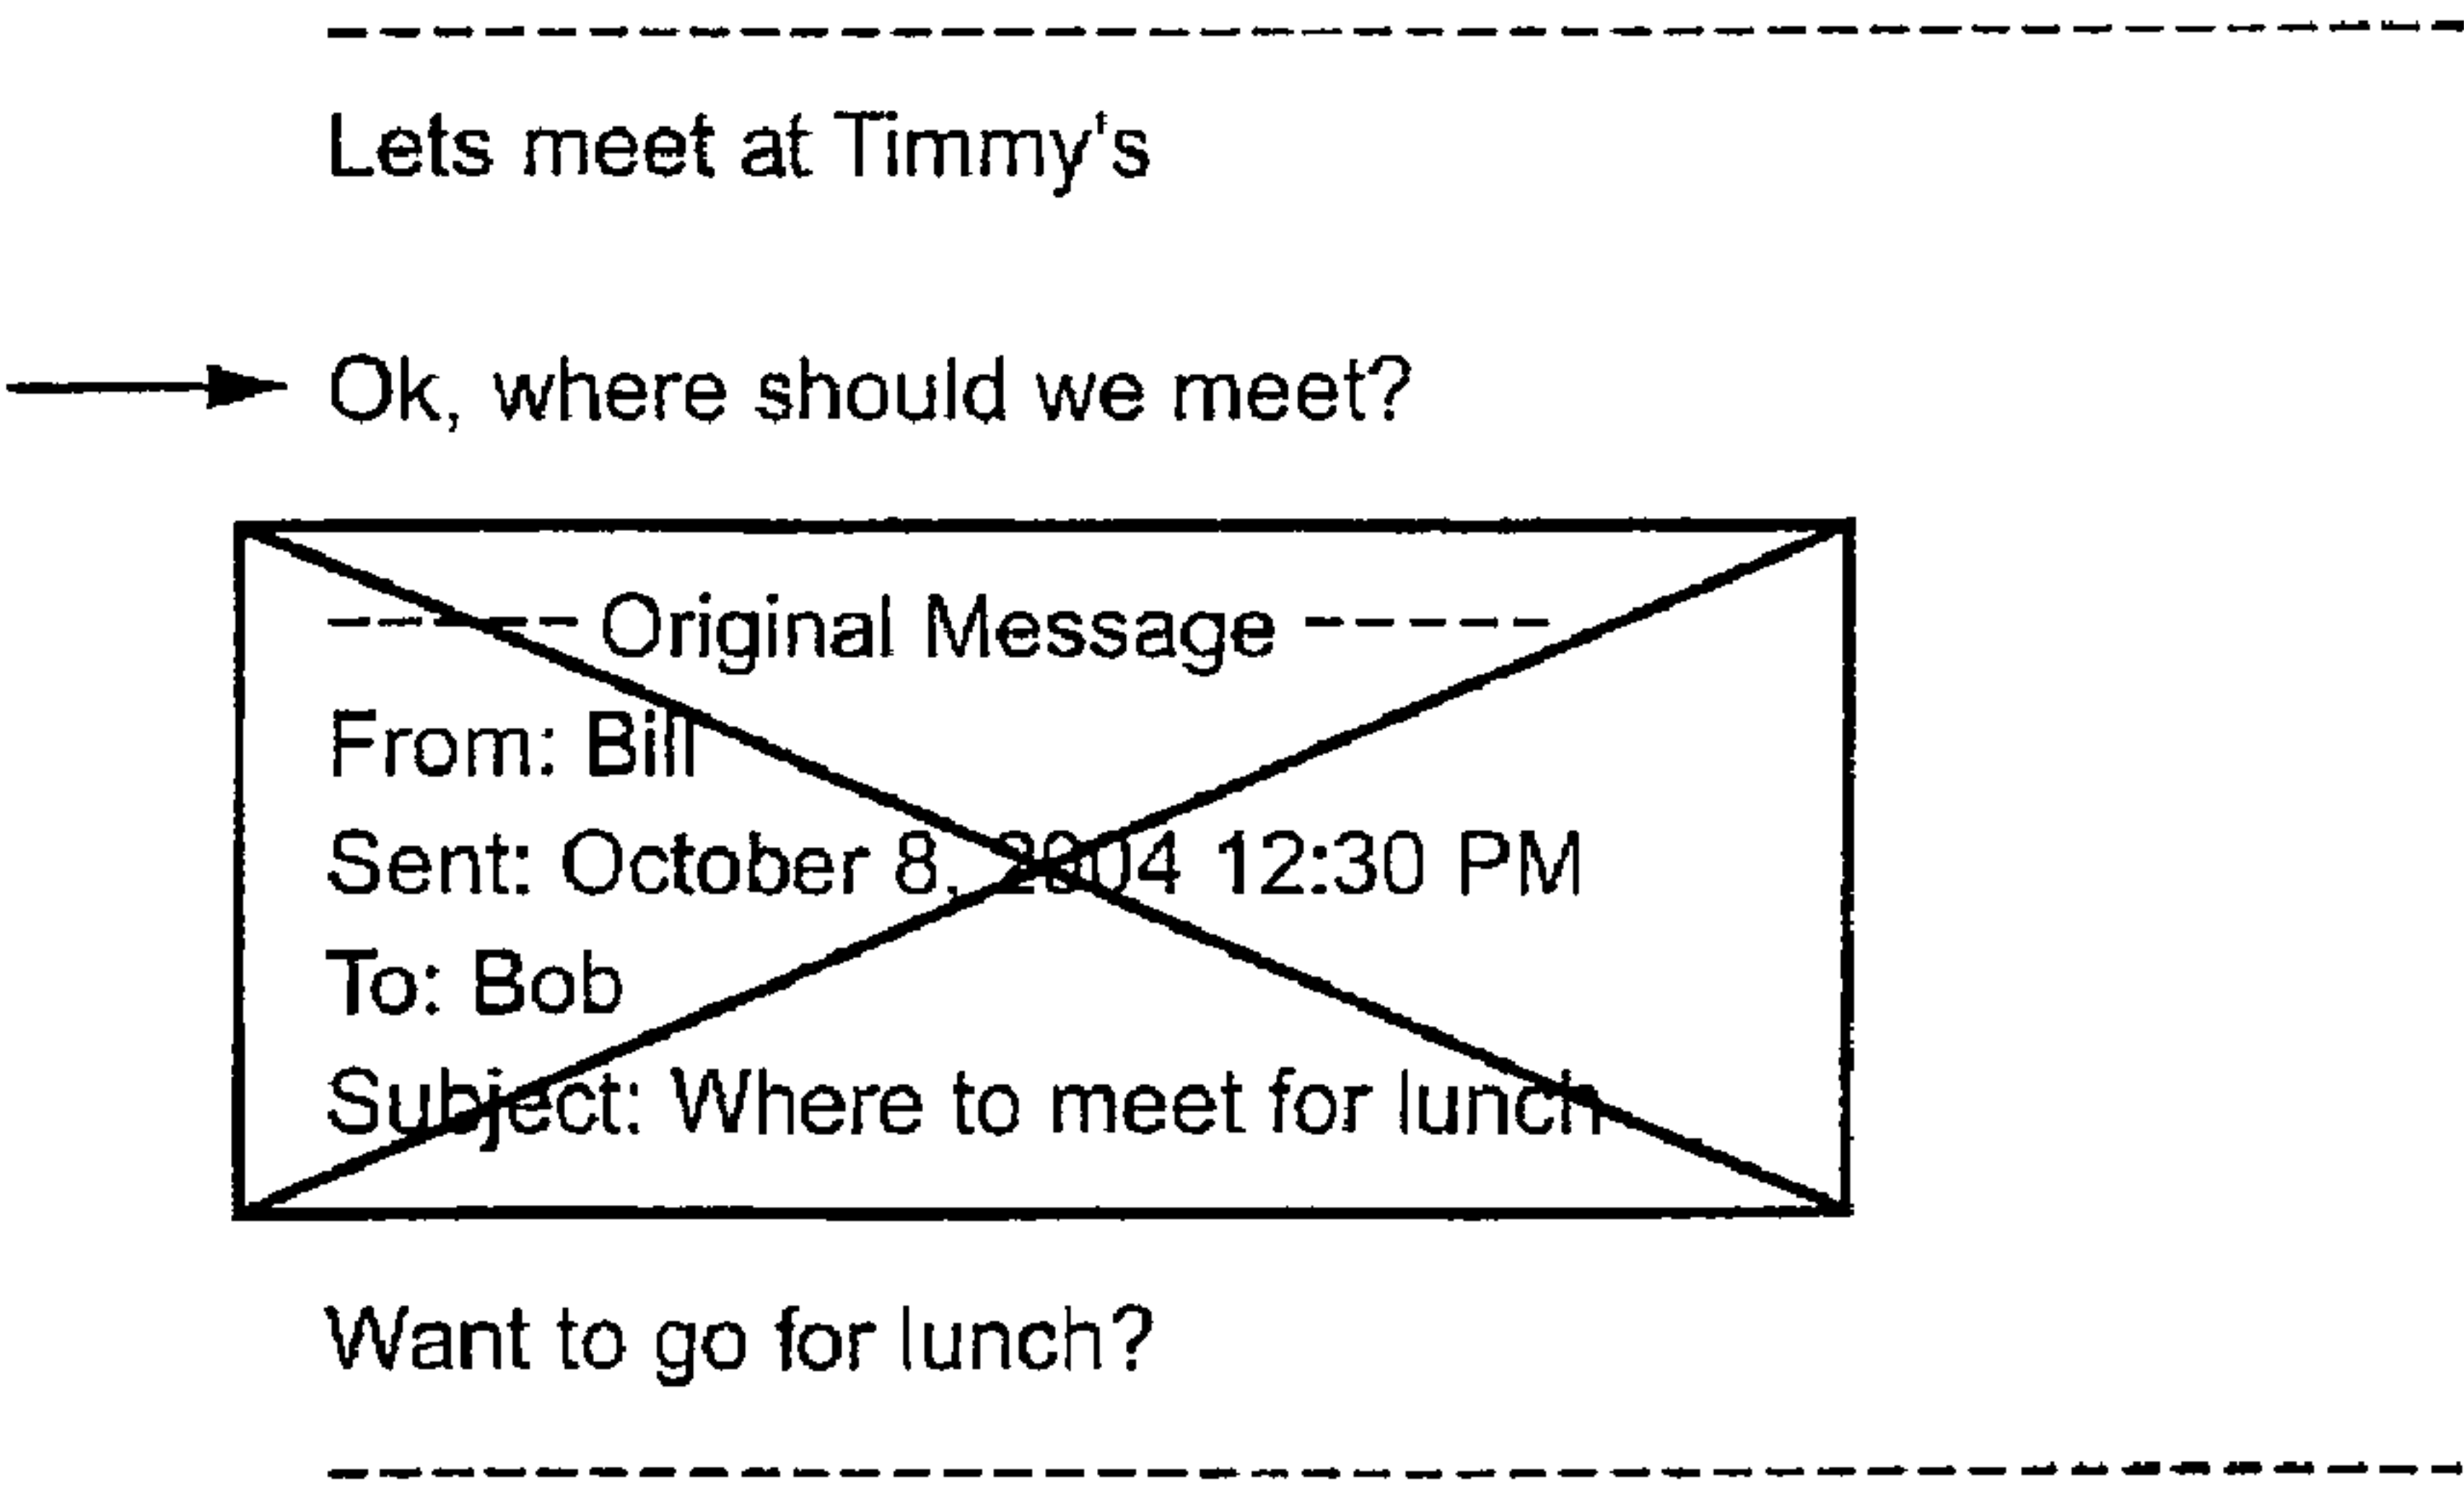 Lets meet at Timmy's
Ok, where should we meet?
----- Original Message -----
From: Bill
Sent: October 8, 2004 12:30 PM
To: Bob
Subject: Where to meet for lunch
Want to go for lunch?